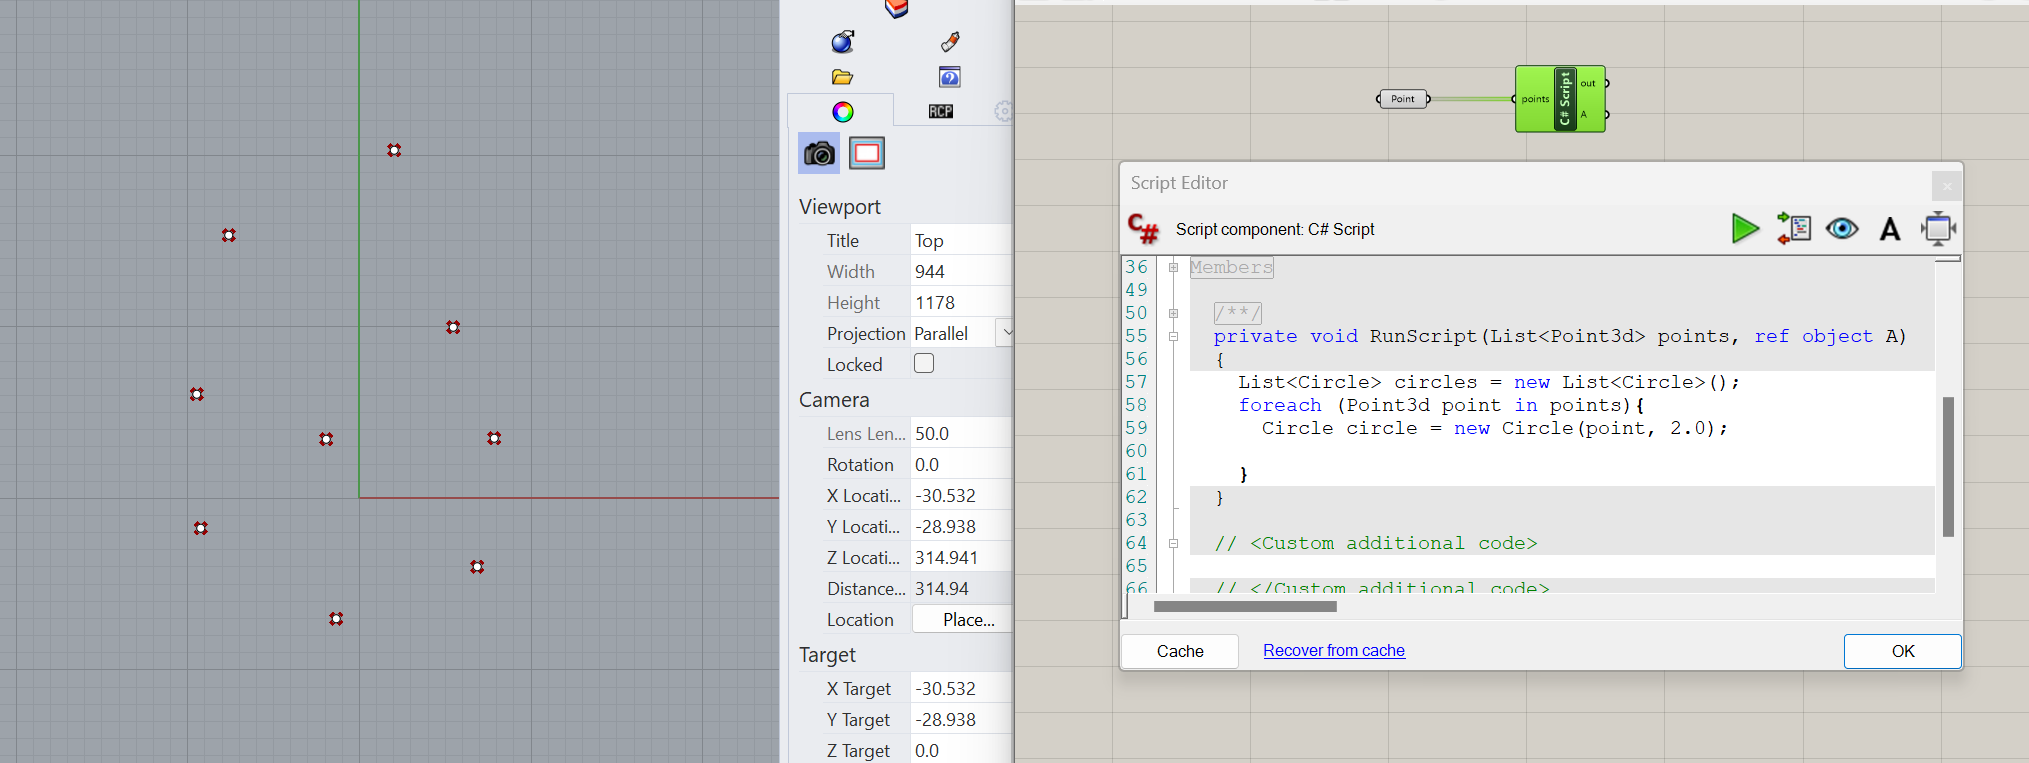 RCP
Viewport
Title Top
Width 944
Height 1178
Projection Parallel
Locked
Camera
Lens Len... 50.0
Rotation 0.0
X Locati... -30.532
Y Locati... -28.938
Z Locati... 314.941
Distance... 314.94
Location Place...
Target
X Target -30.532
Y Target -28.938
Z Target 0.0
Point
points
C# Script
out
A
Script Editor
C# Script component: C# Script
A
36 Members
49
50 /**/
55 private void RunScript(List<Point3d> points, ref object A)
56 {
57 List<Circle> circles = new List<Circle>();
58 foreach (Point3d point in points){
59 Circle circle = new Circle(point, 2.0);
60
61 }
62 }
63
64 // <Custom additional code>
65
66 // </Custom additional code>
Cache Recover from cache OK